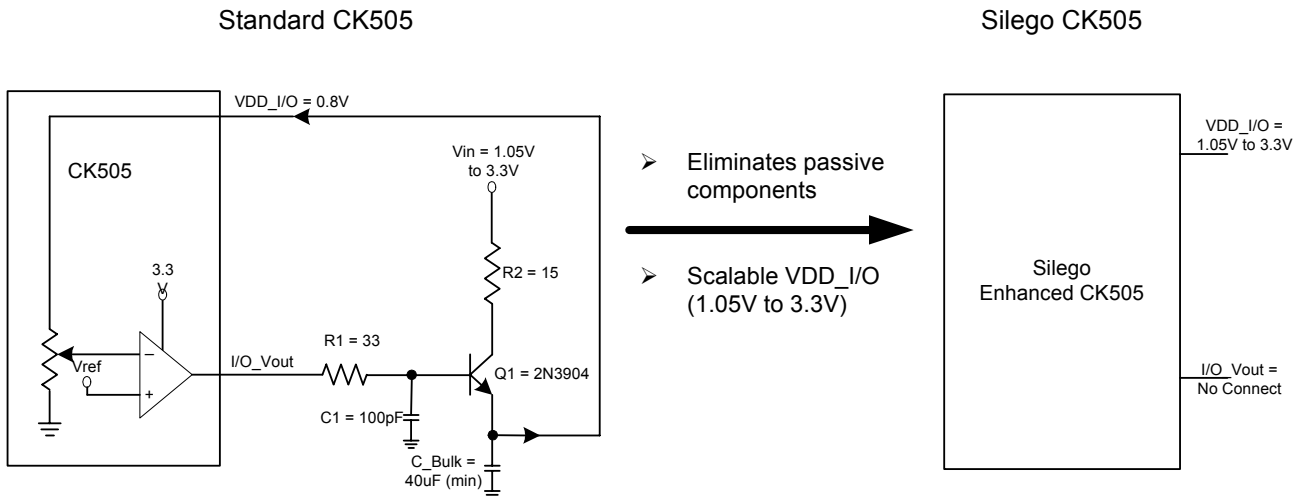 Standard CK505
Silego CK505
VDD_I/O = 0.8V
CK505
Vin = 1.05V
to 3.3V
R2 = 15
3.3
V
Vref
−
+
I/O_Vout
R1 = 33
C1 = 100pF
Q1 = 2N3904
C_Bulk =
40uF (min)
➢ Eliminates passive
components
➢ Scalable VDD_I/O
(1.05V to 3.3V)
VDD_I/O =
1.05V to 3.3V
Silego
Enhanced CK505
I/O_Vout =
No Connect